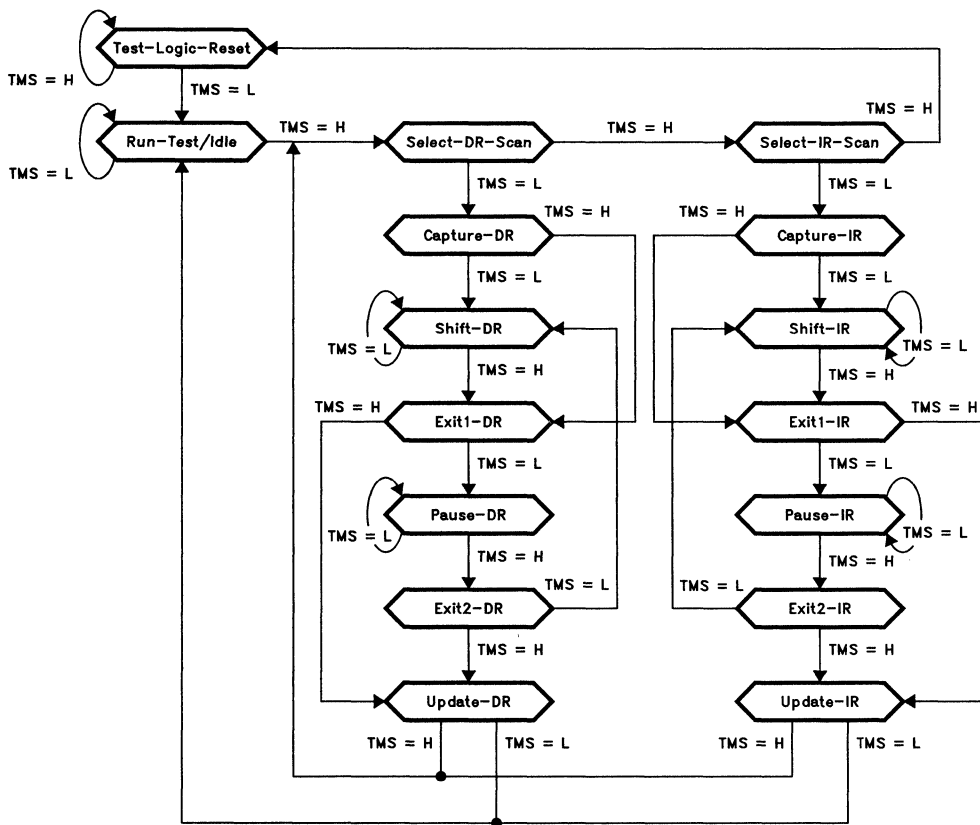 Test-Logic-Reset
TMS = H
TMS = L
TMS = H
Run-Test/Idle
TMS = H
Select-DR-Scan
TMS = H
Select-IR-Scan
TMS = L
TMS = L
TMS = L
TMS = H
TMS = H
Capture-DR
Capture-IR
TMS = L
TMS = L
Shift-DR
Shift-IR
TMS = L
TMS = L
TMS = H
TMS = H
TMS = H
Exit1-DR
Exit1-IR
TMS = H
TMS = L
TMS = L
Pause-DR
Pause-IR
TMS = L
TMS = L
TMS = H
TMS = H
Exit2-DR
TMS = L
TMS = L
Exit2-IR
TMS = H
TMS = H
Update-DR
Update-IR
TMS = H
TMS = L
TMS = H
TMS = L